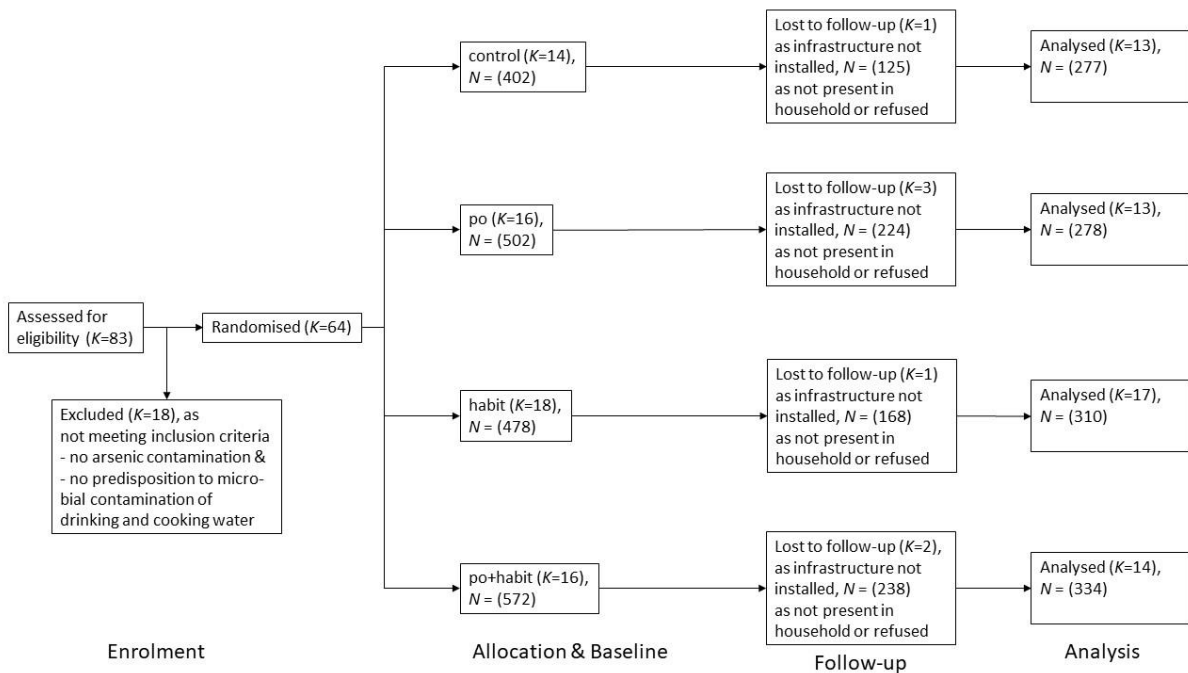 Assessed for
eligibility (K=83)
Excluded (K=18), as
not meeting inclusion criteria
- no arsenic contamination &
- no predisposition to micro-
bial contamination of
drinking and cooking water
Randomised (K=64)
control (K=14),
N = (402)
Lost to follow-up (K=1)
as infrastructure not
installed, N = (125)
as not present in
household or refused
Analysed (K=13),
N = (277)
po (K=16),
N = (502)
Lost to follow-up (K=3)
as infrastructure not
installed, N = (224)
as not present in
household or refused
Analysed (K=13),
N = (278)
habit (K=18),
N = (478)
Lost to follow-up (K=1)
as infrastructure not
installed, N = (168)
as not present in
household or refused
Analysed (K=17),
N = (310)
po+habit (K=16),
N = (572)
Lost to follow-up (K=2),
as infrastructure not
installed, N = (238)
as not present in
household or refused
Analysed (K=14),
N = (334)
Enrolment
Allocation & Baseline
Follow-up
Analysis